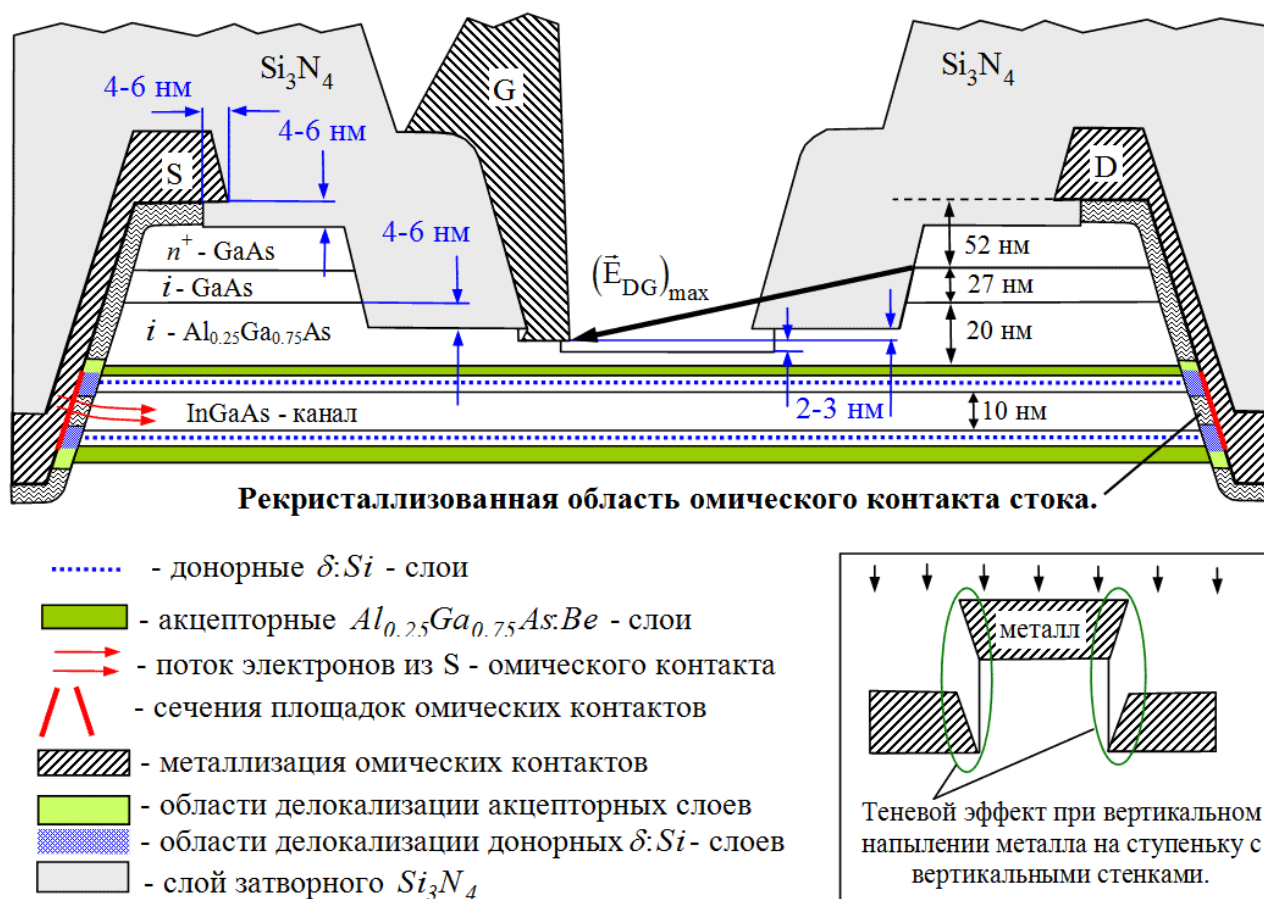 Si₃N₄
Si₃N₄
4-6 нм
G
4-6 нм
S
D
4-6 нм
n⁺ - GaAs
i - GaAs
i - Al₀.₂₅Ga₀.₇₅As
(E⃗_DG)_max
52 нм
27 нм
20 нм
InGaAs - канал
2-3 нм
10 нм
Рекристаллизованная область омического контакта стока.
- донорные δ:Si - слои
- акцепторные Al₀.₂₅Ga₀.₇₅As:Be - слои
- поток электронов из S - омического контакта
- сечения площадок омических контактов
- металлизация омических контактов
- области делокализации акцепторных слоев
- области делокализации донорных δ:Si - слоев
- слой затворного Si₃N₄
металл
Теневой эффект при вертикальном
напылении металла на ступеньку с
вертикальными стенками.